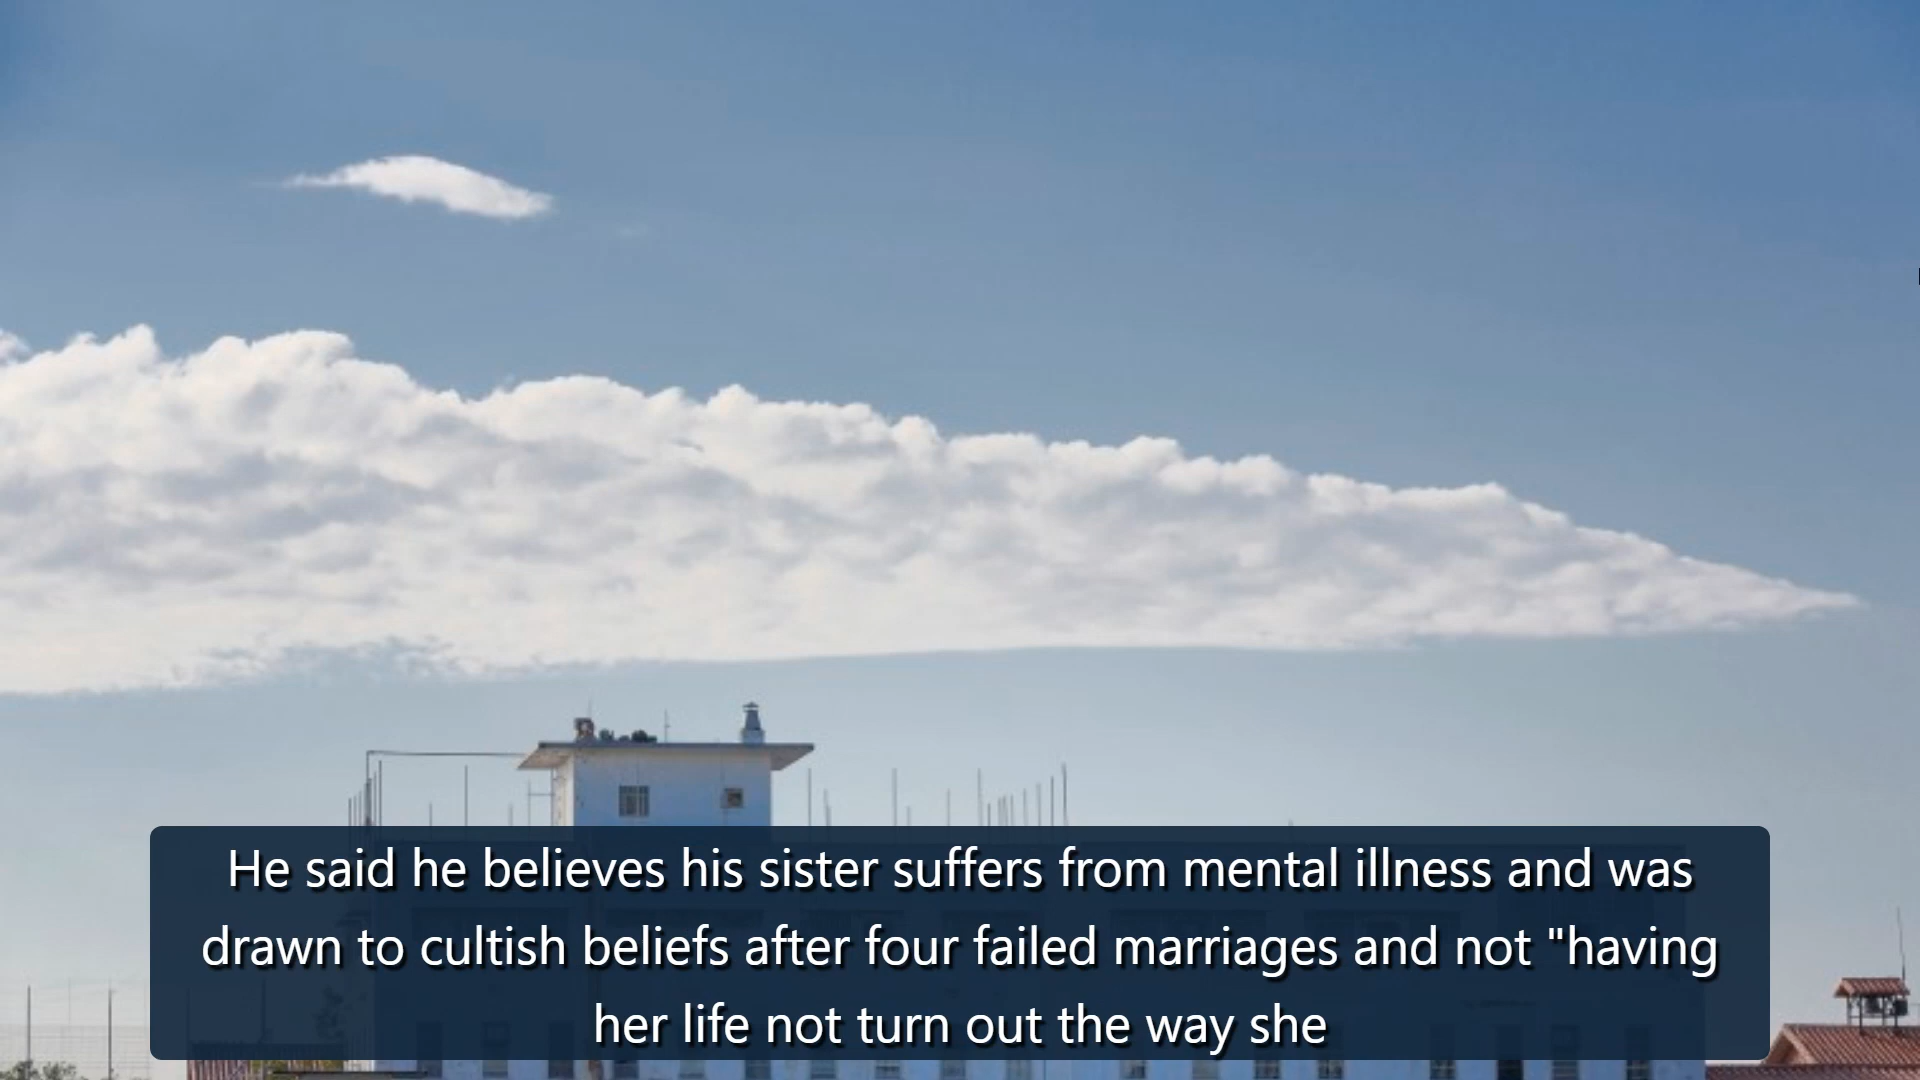 He said he believes his sister suffers from mental illness and was
drawn to cultish beliefs after four failed marriages and not "having
her life not turn out the way she